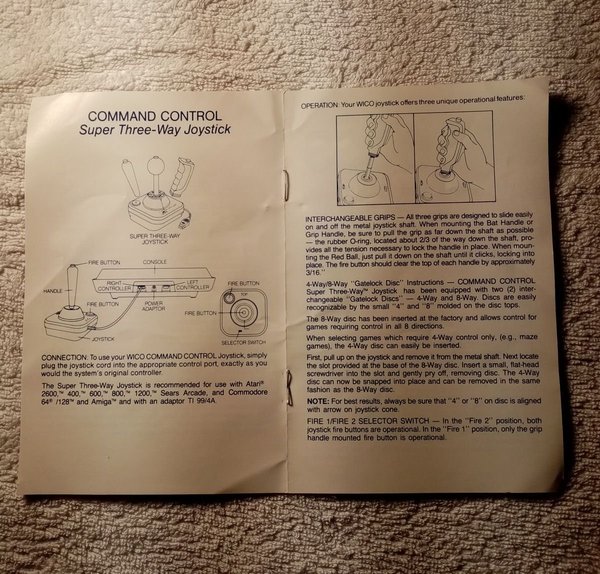 COMMAND CONTROL
Super Three-Way Joystick
SUPER THREE-WAY
JOYSTICK
FIRE BUTTON
CONSOLE
HANDLE
RIGHT
CONTROLLER
LEFT
CONTROLLER
FIRE BUTTON
POWER
ADAPTOR
JOYSTICK
FIRE BUTTON
TOP
FIRE BUTTON
SELECTOR SWITCH
CONNECTION: To use your WICO COMMAND CONTROL Joystick, simply
plug the joystick cord into the appropriate control port, exactly as you
would the system's original controller.
The Super Three-Way Joystick is recommended for use with Atari®
2600,™ 400,™ 600,™ 800,™ 1200,™ Sears Arcade, and Commodore
64® /128™ and Amiga™ and with an adaptor TI 99/4A.
OPERATION: Your WICO joystick offers three unique operational features:
INTERCHANGEABLE GRIPS — All three grips are designed to slide easily
on and off the metal joystick shaft. When mounting the Bat Handle or
Grip Handle, be sure to pull the grip as far down the shaft as possible
— the rubber O-ring, located about 2/3 of the way down the shaft, pro-
vides all the tension necessary to lock the handle in place. When moun-
ting the Red Ball, just pull it down on the shaft until it clicks, locking into
place. The fire button should clear the top of each handle by approximately
3/16."
4-Way/8-Way "Gatelock Disc" Instructions — COMMAND CONTROL
Super Three-Way™ Joystick has been equipped with two (2) inter-
changeable "Gatelock Discs" — 4-Way and 8-Way. Discs are easily
recognizable by the small "4" and "8" molded on the disc tops.
The 8-Way disc has been inserted at the factory and allows control for
games requiring control in all 8 directions.
When selecting games which require 4-Way control only, (e.g., maze
games), the 4-Way disc can easily be inserted.
First, pull up on the joystick and remove it from the metal shaft. Next locate
the slot provided at the base of the 8-Way disc. Insert a small, flat-head
screwdriver into the slot and gently pry off, removing disc. The 4-Way
disc can now be snapped into place and can be removed in the same
fashion as the 8-Way disc.
NOTE: For best results, always be sure that "4" or "8" on disc is aligned
with arrow on joystick cone.
FIRE 1/FIRE 2 SELECTOR SWITCH — In the "Fire 2" position, both
joystick fire buttons are operational. In the "Fire 1" position, only the grip
handle mounted fire button is operational.